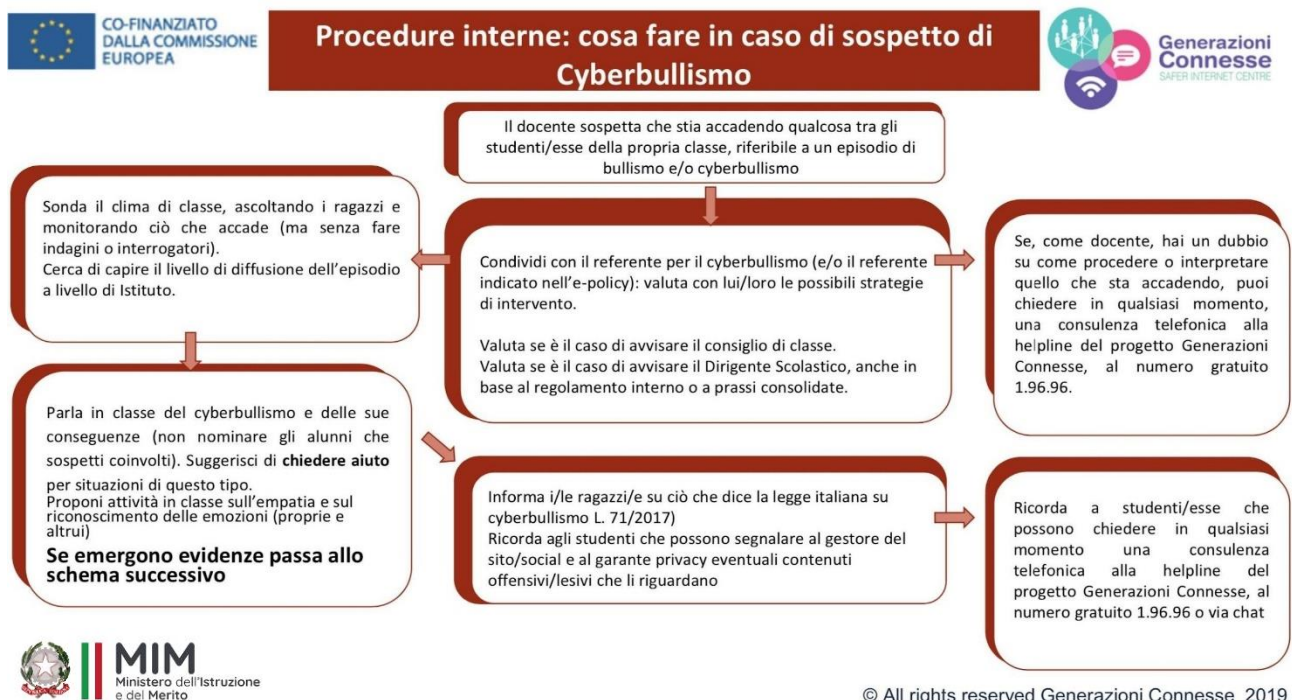 CO-FINANZIATO
DALLA COMMISSIONE
EUROPEA
Procedure interne: cosa fare in caso di sospetto di
Cyberbullismo
Generazioni
Connesse
SAFER INTERNET CENTRE
Il docente sospetta che stia accadendo qualcosa tra gli
studenti/esse della propria classe, riferibile a un episodio di
bullismo e/o cyberbullismo
Sonda il clima di classe, ascoltando i ragazzi e
monitorando ciò che accade (ma senza fare
indagini o interrogatori).
Cerca di capire il livello di diffusione dell'episodio
a livello di Istituto.
Condividi con il referente per il cyberbullismo (e/o il referente
indicato nell'e-policy): valuta con lui/loro le possibili strategie
di intervento.
Valuta se è il caso di avvisare il consiglio di classe.
Valuta se è il caso di avvisare il Dirigente Scolastico, anche in
base al regolamento interno o a prassi consolidate.
Se, come docente, hai un dubbio
su come procedere o interpretare
quello che sta accadendo, puoi
chiedere in qualsiasi momento,
una consulenza telefonica alla
helpline del progetto Generazioni
Connesse, al numero gratuito
1.96.96.
Parla in classe del cyberbullismo e delle sue
conseguenze (non nominare gli alunni che
sospetti coinvolti). Suggerisci di chiedere aiuto
per situazioni di questo tipo.
Proponi attività in classe sull'empatia e sul
riconoscimento delle emozioni (proprie e
altrui)
Se emergono evidenze passa allo
schema successivo
Informa i/le ragazzi/e su ciò che dice la legge italiana su
cyberbullismo L. 71/2017)
Ricorda agli studenti che possono segnalare al gestore del
sito/social e al garante privacy eventuali contenuti
offensivi/lesivi che li riguardano
Ricorda a studenti/esse che
possono chiedere in qualsiasi
momento una consulenza
telefonica alla helpline del
progetto Generazioni Connesse, al
numero gratuito 1.96.96 o via chat
MIM
Ministero dell'Istruzione
e del Merito
© All rights reserved Generazioni Connesse 2019